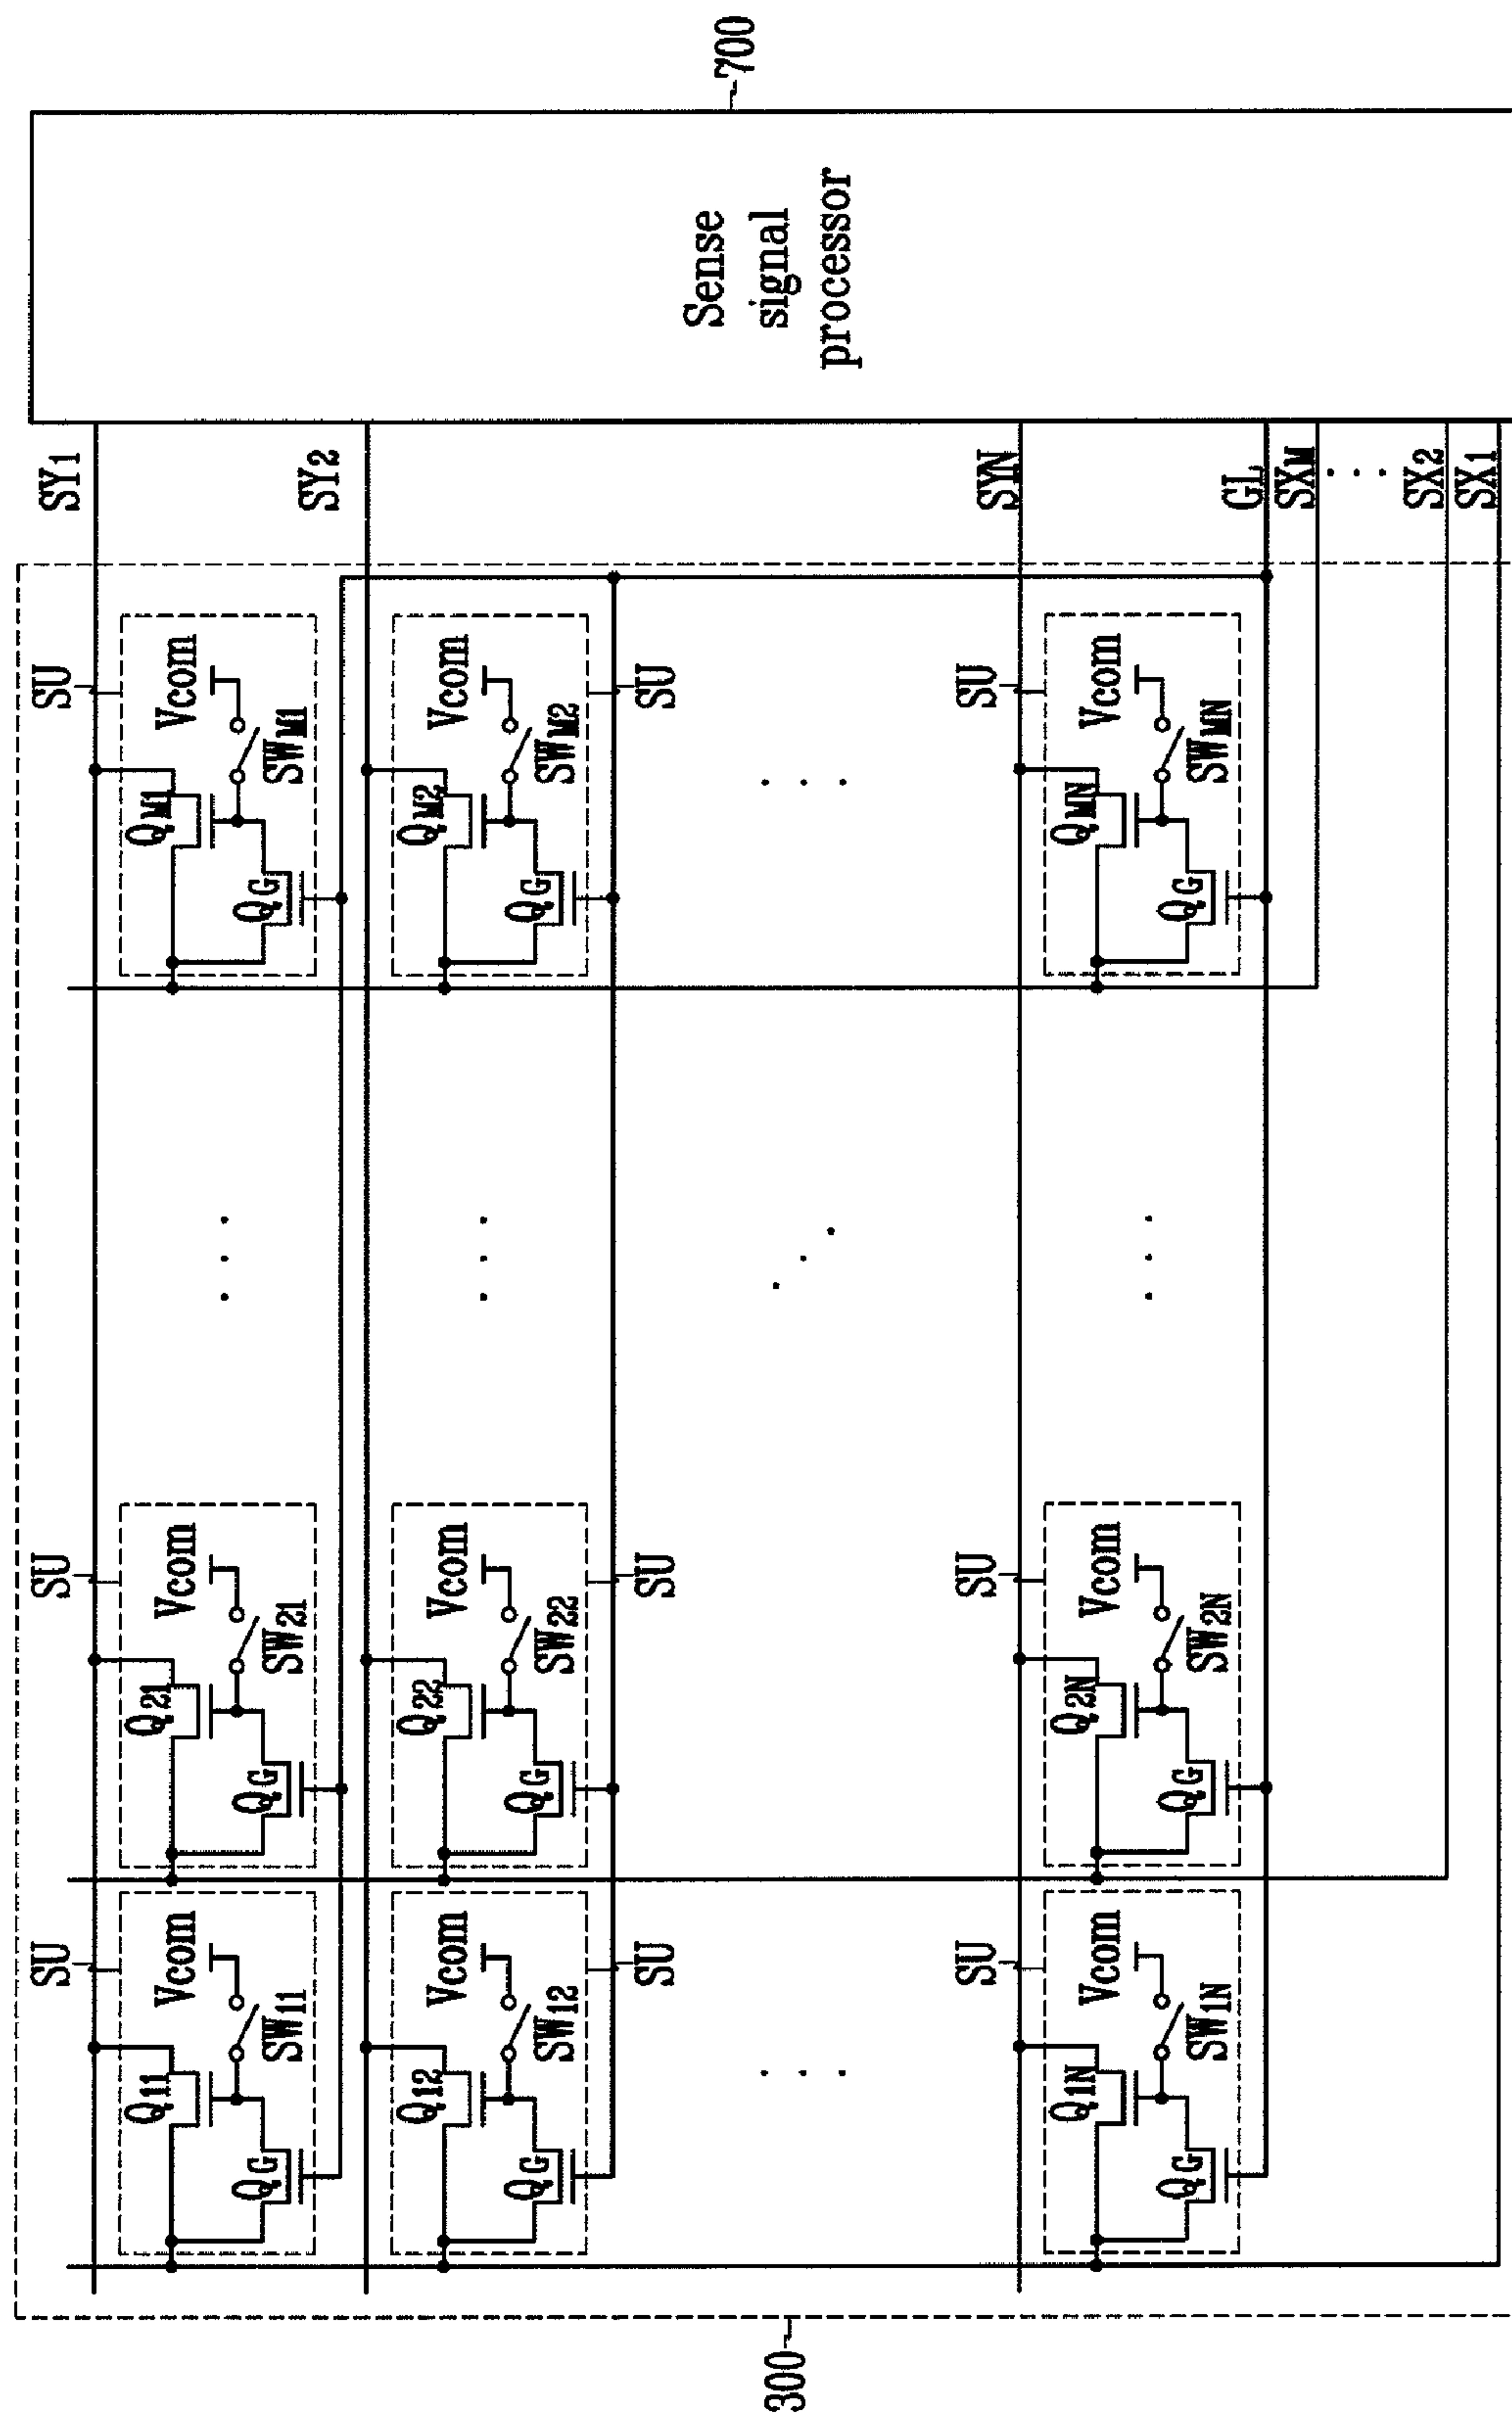 700
Sense
signal
processor
SY1
SY2
SYN
GL
SXM
SX2
SX1
SU
Vcom
QM1
SWM1
QG
Vcom
QM2
SWM2
QG
SU
SU
Vcom
QMN
SWMN
QG
SU
Vcom
Q21
SW21
QG
Vcom
Q22
SW22
QG
SU
SU
Vcom
Q2N
SW2N
QG
SU
Vcom
Q11
SW11
QG
Vcom
Q12
SW12
QG
SU
SU
Vcom
Q1N
SW1N
QG
300